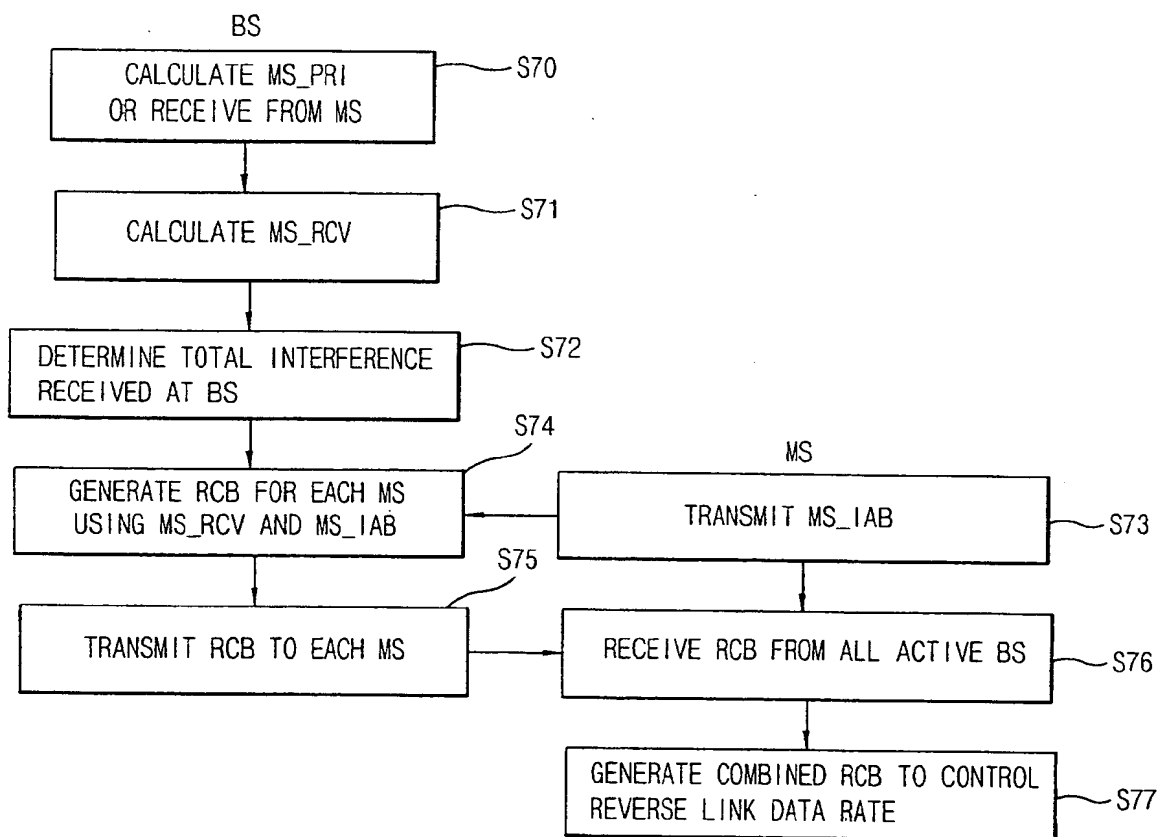 BS
CALCULATE MS_PRI
OR RECEIVE FROM MS
S70
CALCULATE MS_RCV
S71
DETERMINE TOTAL INTERFERENCE
RECEIVED AT BS
S72
GENERATE RCB FOR EACH MS
USING MS_RCV AND MS_IAB
S74
MS
TRANSMIT MS_IAB
S73
TRANSMIT RCB TO EACH MS
S75
RECEIVE RCB FROM ALL ACTIVE BS
S76
GENERATE COMBINED RCB TO CONTROL
REVERSE LINK DATA RATE
S77